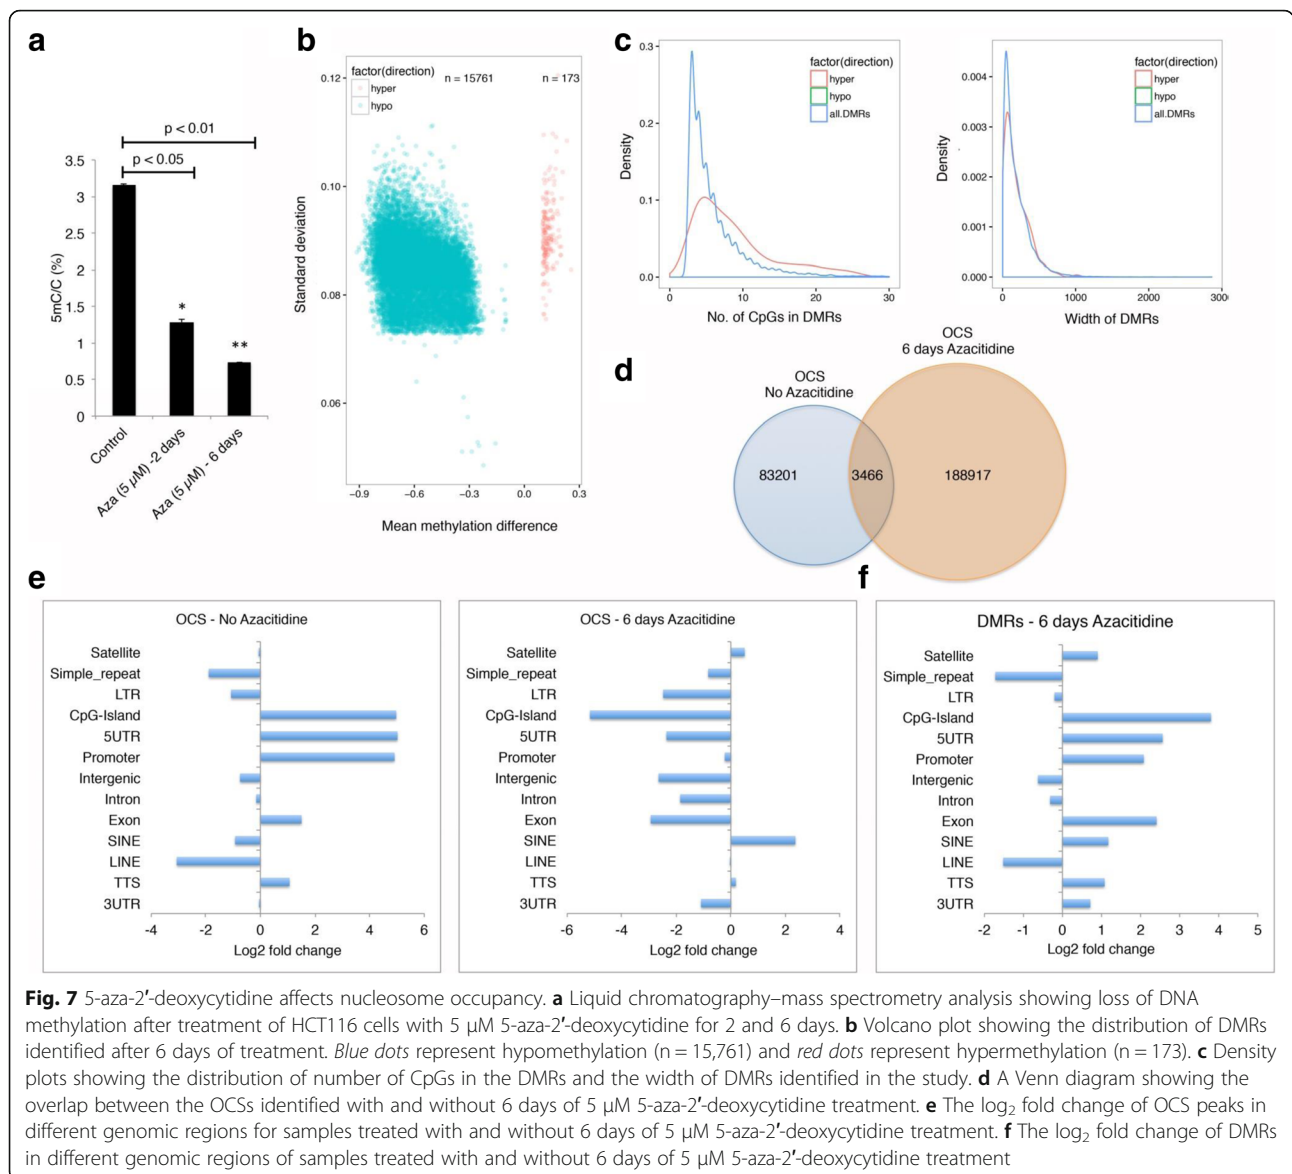 a
p < 0.01
p < 0.05
3.5
3
2.5
2
1.5
1
0.5
0
5mC/C (%)
*
**
Control
Aza (5 µM) -2 days
Aza (5 µM) - 6 days
b
factor(direction)
hyper
hypo
n = 15761
n = 173
0.12
0.10
0.08
0.06
Standard deviation
−0.9
−0.6
−0.3
0.0
0.3
Mean methylation difference
c
0.3
0.2
0.1
0.0
Density
factor(direction)
hyper
hypo
all.DMRs
0
10
20
30
No. of CpGs in DMRs
0.004
0.003
0.002
0.001
0.000
Density
factor(direction)
hyper
hypo
all.DMRs
0
1000
2000
3000
Width of DMRs
d
OCS
No Azacitidine
OCS
6 days Azacitidine
83201
3466
188917
e
OCS - No Azacitidine
Satellite
Simple_repeat
LTR
CpG-Island
5UTR
Promoter
Intergenic
Intron
Exon
SINE
LINE
TTS
3UTR
-4
-2
0
2
4
6
Log2 fold change
OCS - 6 days Azacitidine
Satellite
Simple_repeat
LTR
CpG-Island
5UTR
Promoter
Intergenic
Intron
Exon
SINE
LINE
TTS
3UTR
-6
-4
-2
0
2
4
Log2 fold change
f
DMRs - 6 days Azacitidine
Satellite
Simple_repeat
LTR
CpG-Island
5UTR
Promoter
Intergenic
Intron
Exon
SINE
LINE
TTS
3UTR
-2
-1
0
1
2
3
4
5
Log2 fold change
Fig. 7 5-aza-2′-deoxycytidine affects nucleosome occupancy. a Liquid chromatography–mass spectrometry analysis showing loss of DNA
methylation after treatment of HCT116 cells with 5 μM 5-aza-2′-deoxycytidine for 2 and 6 days. b Volcano plot showing the distribution of DMRs
identified after 6 days of treatment. Blue dots represent hypomethylation (n = 15,761) and red dots represent hypermethylation (n = 173). c Density
plots showing the distribution of number of CpGs in the DMRs and the width of DMRs identified in the study. d A Venn diagram showing the
overlap between the OCSs identified with and without 6 days of 5 μM 5-aza-2′-deoxycytidine treatment. e The log₂ fold change of OCS peaks in
different genomic regions for samples treated with and without 6 days of 5 μM 5-aza-2′-deoxycytidine treatment. f The log₂ fold change of DMRs
in different genomic regions of samples treated with and without 6 days of 5 μM 5-aza-2′-deoxycytidine treatment